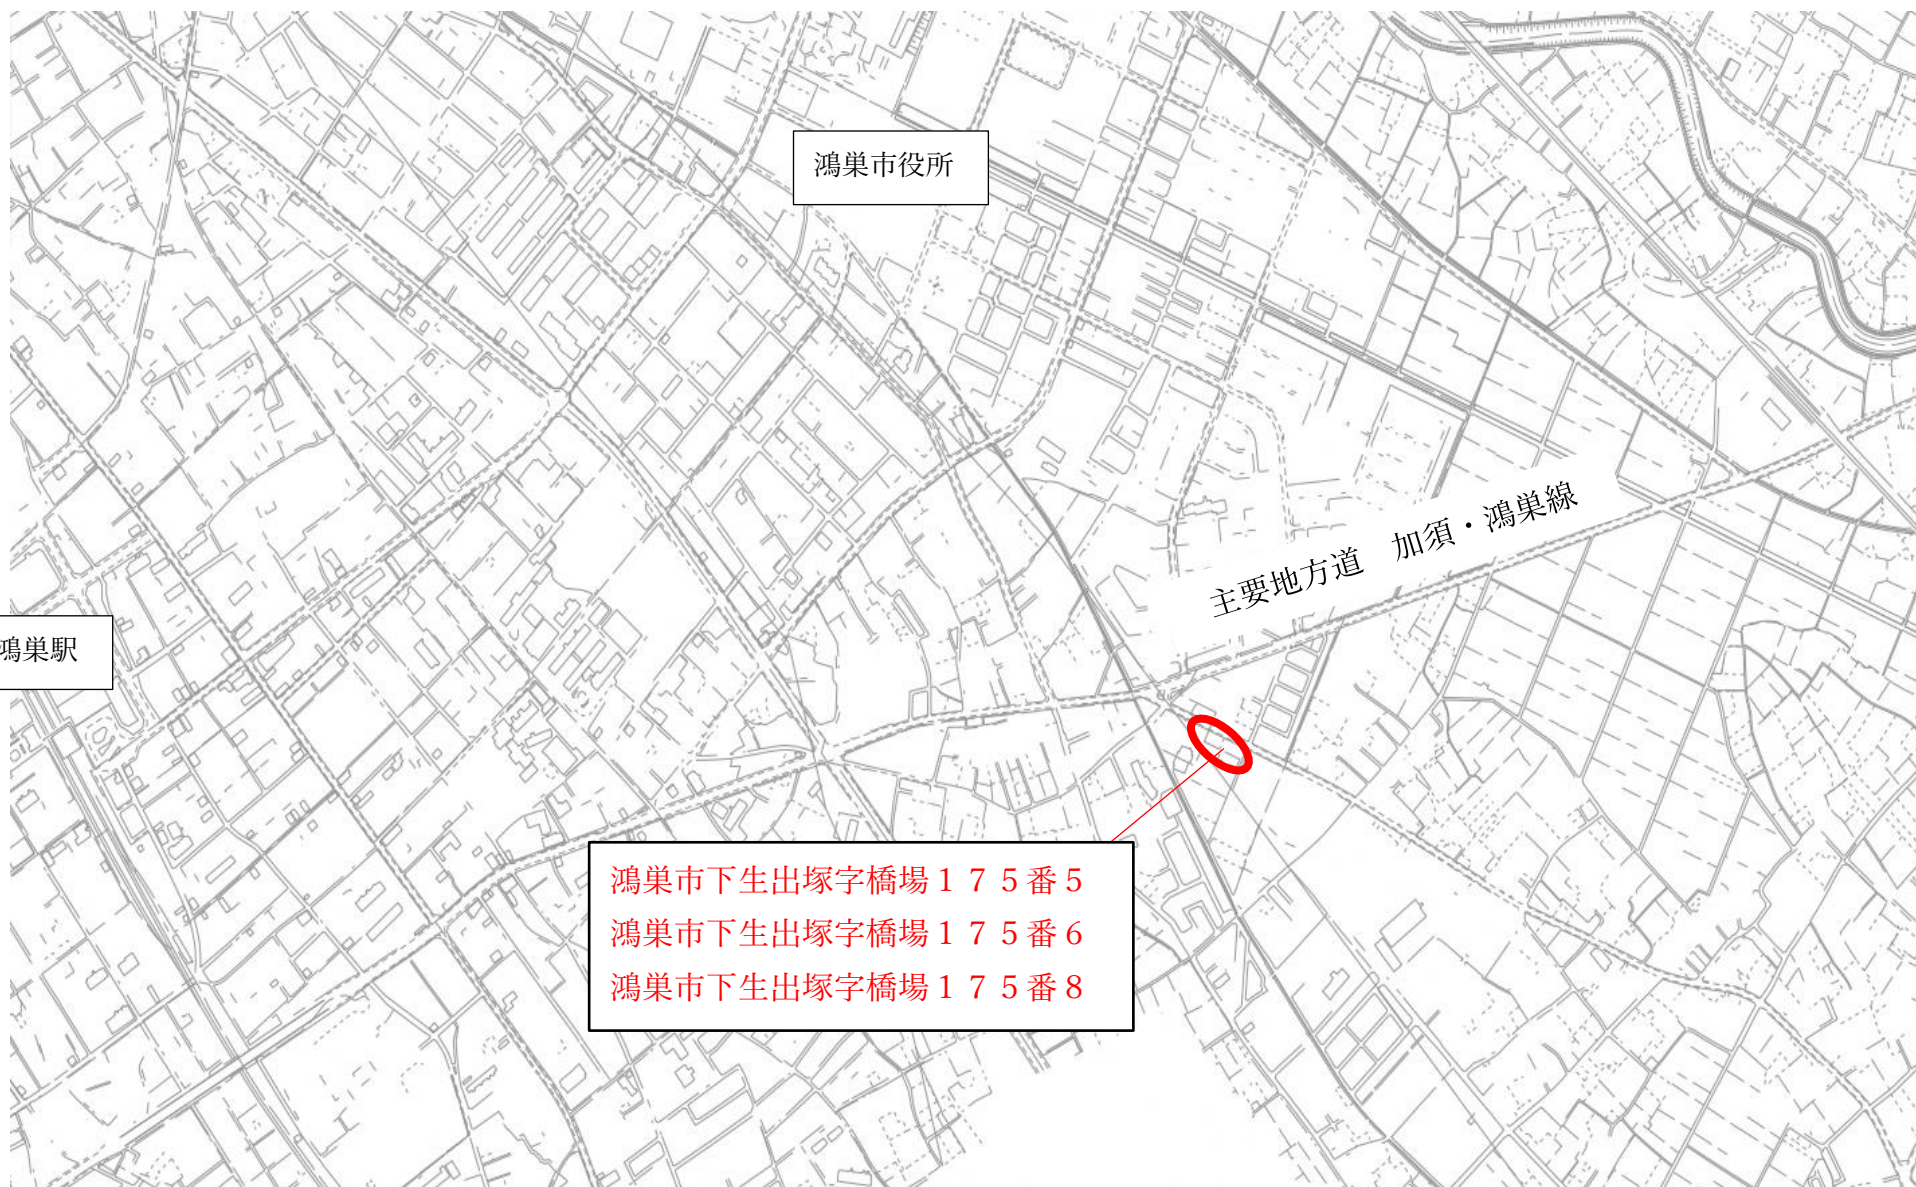 鴻巣市役所
主要地方道　加須・鴻巣線
鴻巣駅
鴻巣市下生出塚字橋場１７５番５
鴻巣市下生出塚字橋場１７５番６
鴻巣市下生出塚字橋場１７５番８